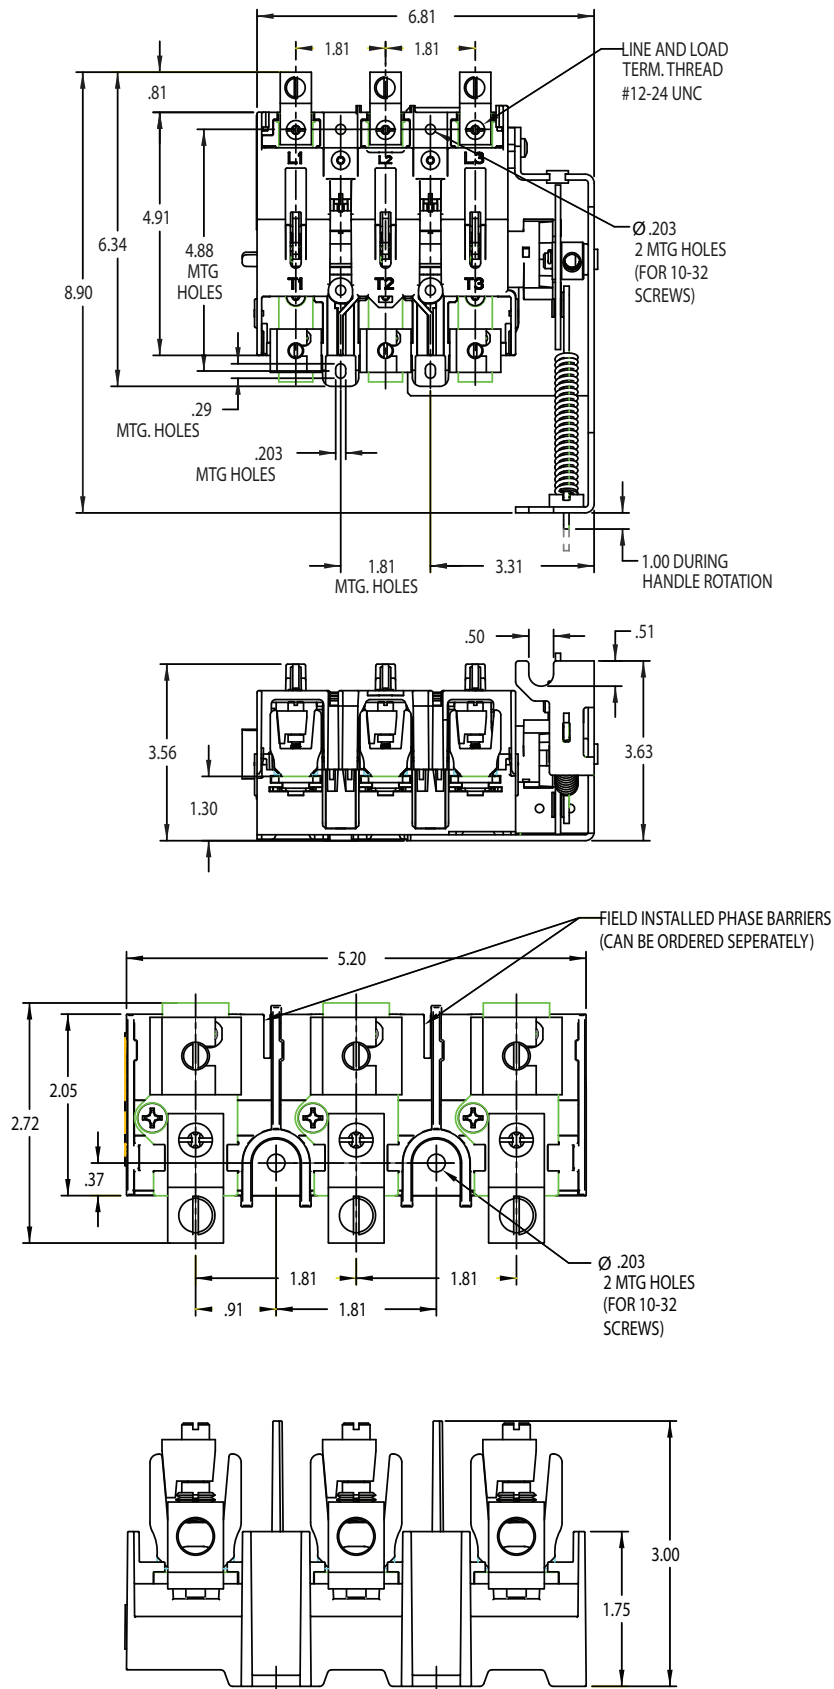 6.81
1.81
1.81
LINE AND LOAD
TERM. THREAD
#12-24 UNC
.81
L1
L2
L3
4.91
6.34
4.88
MTG
HOLES
8.90
Ø .203
2 MTG HOLES
(FOR 10-32
SCREWS)
T1
T2
T3
.29
MTG. HOLES
.203
MTG HOLES
1.81
MTG. HOLES
3.31
1.00 DURING
HANDLE ROTATION
.50
.51
3.56
1.30
3.63
FIELD INSTALLED PHASE BARRIERS
(CAN BE ORDERED SEPERATELY)
5.20
2.72
2.05
.37
1.81
1.81
.91
1.81
Ø .203
2 MTG HOLES
(FOR 10-32
SCREWS)
3.00
1.75